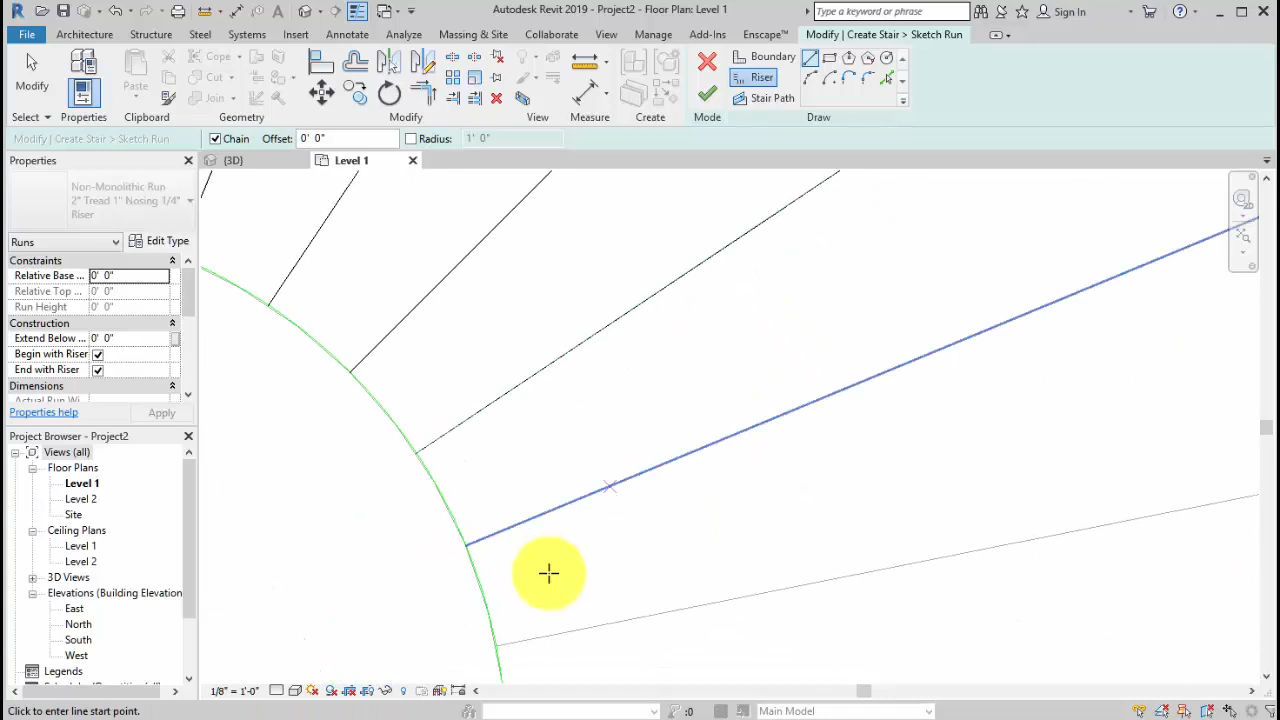 Autodesk Revit 2019 - Project2 - Floor Plan: Level 1
Type a keyword or phrase
Sign In
File Architecture Structure Steel Systems Insert Annotate Analyze Massing & Site Collaborate View Manage Add-Ins Enscape™ Modify | Create Stair > Sketch Run
Modify
Properties
Paste
Cope
Cut
Join
Boundary
Riser
Stair Path
Select Properties Clipboard Geometry Modify View Measure Create Mode Draw
Modify | Create Stair > Sketch Run
Chain Offset: 0' 0" Radius: 1' 0"
Properties
{3D}
Level 1
Non-Monolithic Run
2" Tread 1" Nosing 1/4"
Riser
Runs
Edit Type
Constraints
Relative Base ... 0' 0"
Relative Top ... 0' 0"
Run Height 0' 0"
Construction
Extend Below ... 0' 0"
Begin with Riser
End with Riser
Dimensions
Properties help
Apply
Project Browser - Project2
Views (all)
Floor Plans
Level 1
Level 2
Site
Ceiling Plans
Level 1
Level 2
3D Views
Elevations (Building Elevation
East
North
South
West
Legends
1/8" = 1'-0"
Click to enter line start point.
:0
Main Model
2D